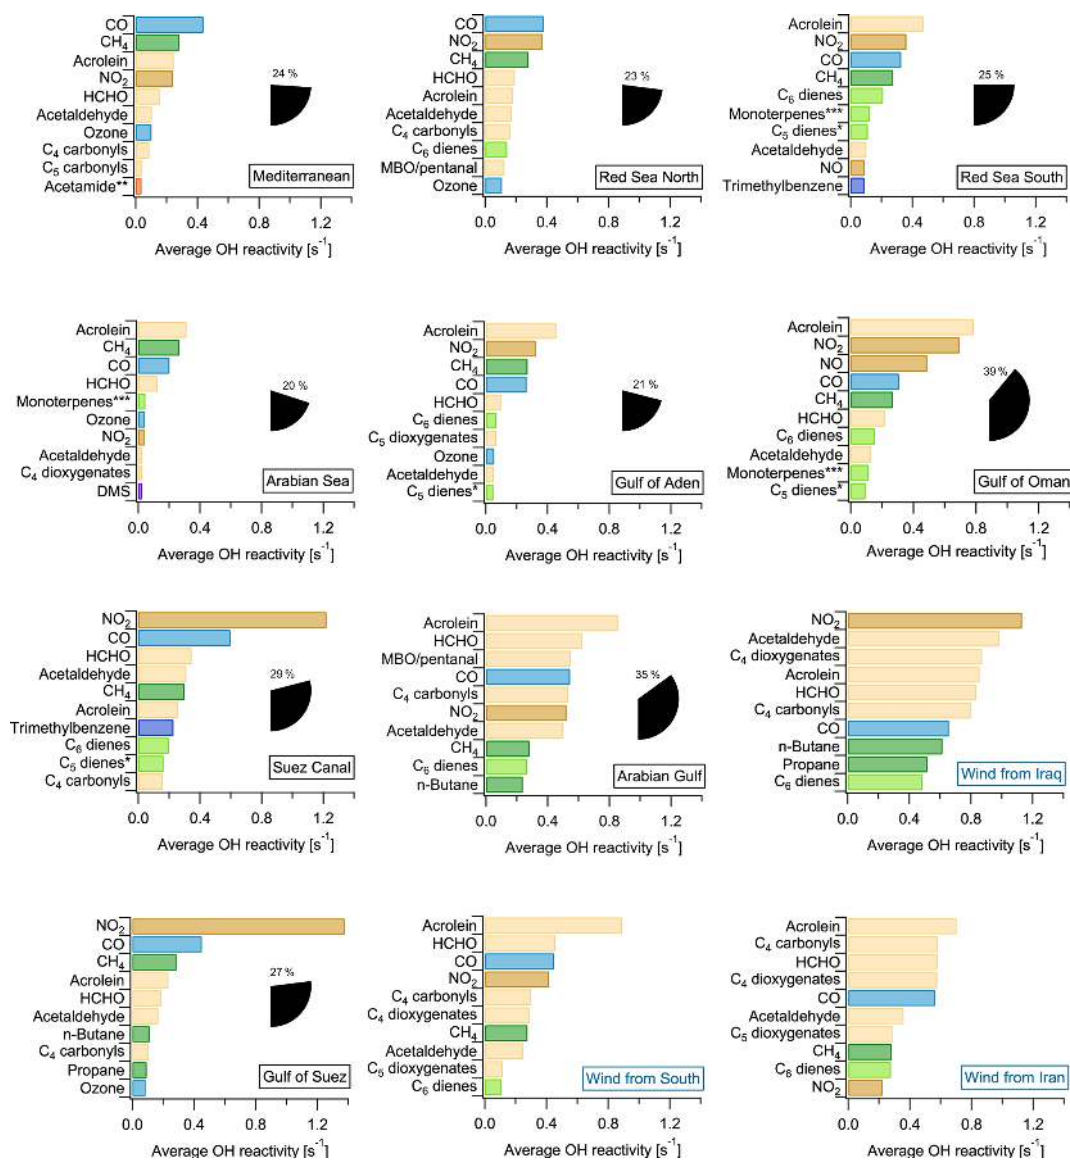 CO
CH₄
Acrolein
NO₂
HCHO
Acetaldehyde
Ozone
C₄ carbonyls
C₅ carbonyls
Acetamide**
24 %
Mediterranean
0.0 0.4 0.8 1.2
Average OH reactivity [s⁻¹]
CO
NO₂
CH₄
HCHO
Acrolein
Acetaldehyde
C₄ carbonyls
C₆ dienes
MBO/pentanal
Ozone
23 %
Red Sea North
0.0 0.4 0.8 1.2
Average OH reactivity [s⁻¹]
Acrolein
NO₂
CO
CH₄
C₆ dienes
Monoterpenes***
C₅ dienes*
Acetaldehyde
NO
Trimethylbenzene
25 %
Red Sea South
0.0 0.4 0.8 1.2
Average OH reactivity [s⁻¹]
Acrolein
CH₄
CO
HCHO
Monoterpenes***
Ozone
NO₂
Acetaldehyde
C₄ dioxygenates
DMS
20 %
Arabian Sea
0.0 0.4 0.8 1.2
Average OH reactivity [s⁻¹]
Acrolein
NO₂
CH₄
CO
HCHO
C₆ dienes
C₅ dioxygenates
Ozone
Acetaldehyde
C₅ dienes*
21 %
Gulf of Aden
0.0 0.4 0.8 1.2
Average OH reactivity [s⁻¹]
Acrolein
NO₂
NO
CO
CH₄
HCHO
C₆ dienes
Acetaldehyde
Monoterpenes***
C₅ dienes*
39 %
Gulf of Oman
0.0 0.4 0.8 1.2
Average OH reactivity [s⁻¹]
NO₂
CO
HCHO
Acetaldehyde
CH₄
Acrolein
Trimethylbenzene
C₆ dienes
C₅ dienes*
C₄ carbonyls
29 %
Suez Canal
0.0 0.4 0.8 1.2
Average OH reactivity [s⁻¹]
Acrolein
HCHO
MBO/pentanal
CO
C₄ carbonyls
NO₂
Acetaldehyde
CH₄
C₆ dienes
n-Butane
35 %
Arabian Gulf
0.0 0.4 0.8 1.2
Average OH reactivity [s⁻¹]
NO₂
Acetaldehyde
C₄ dioxygenates
Acrolein
HCHO
C₄ carbonyls
CO
n-Butane
Propane
C₆ dienes
Wind from Iraq
0.0 0.4 0.8 1.2
Average OH reactivity [s⁻¹]
NO₂
CO
CH₄
Acrolein
HCHO
Acetaldehyde
n-Butane
C₄ carbonyls
Propane
Ozone
27 %
Gulf of Suez
0.0 0.4 0.8 1.2
Average OH reactivity [s⁻¹]
Acrolein
HCHO
CO
NO₂
C₄ carbonyls
C₄ dioxygenates
CH₄
Acetaldehyde
C₅ dioxygenates
C₆ dienes
Wind from South
0.0 0.4 0.8 1.2
Average OH reactivity [s⁻¹]
Acrolein
C₄ carbonyls
HCHO
C₄ dioxygenates
CO
Acetaldehyde
C₅ dioxygenates
CH₄
C₆ dienes
NO₂
Wind from Iran
0.0 0.4 0.8 1.2
Average OH reactivity [s⁻¹]